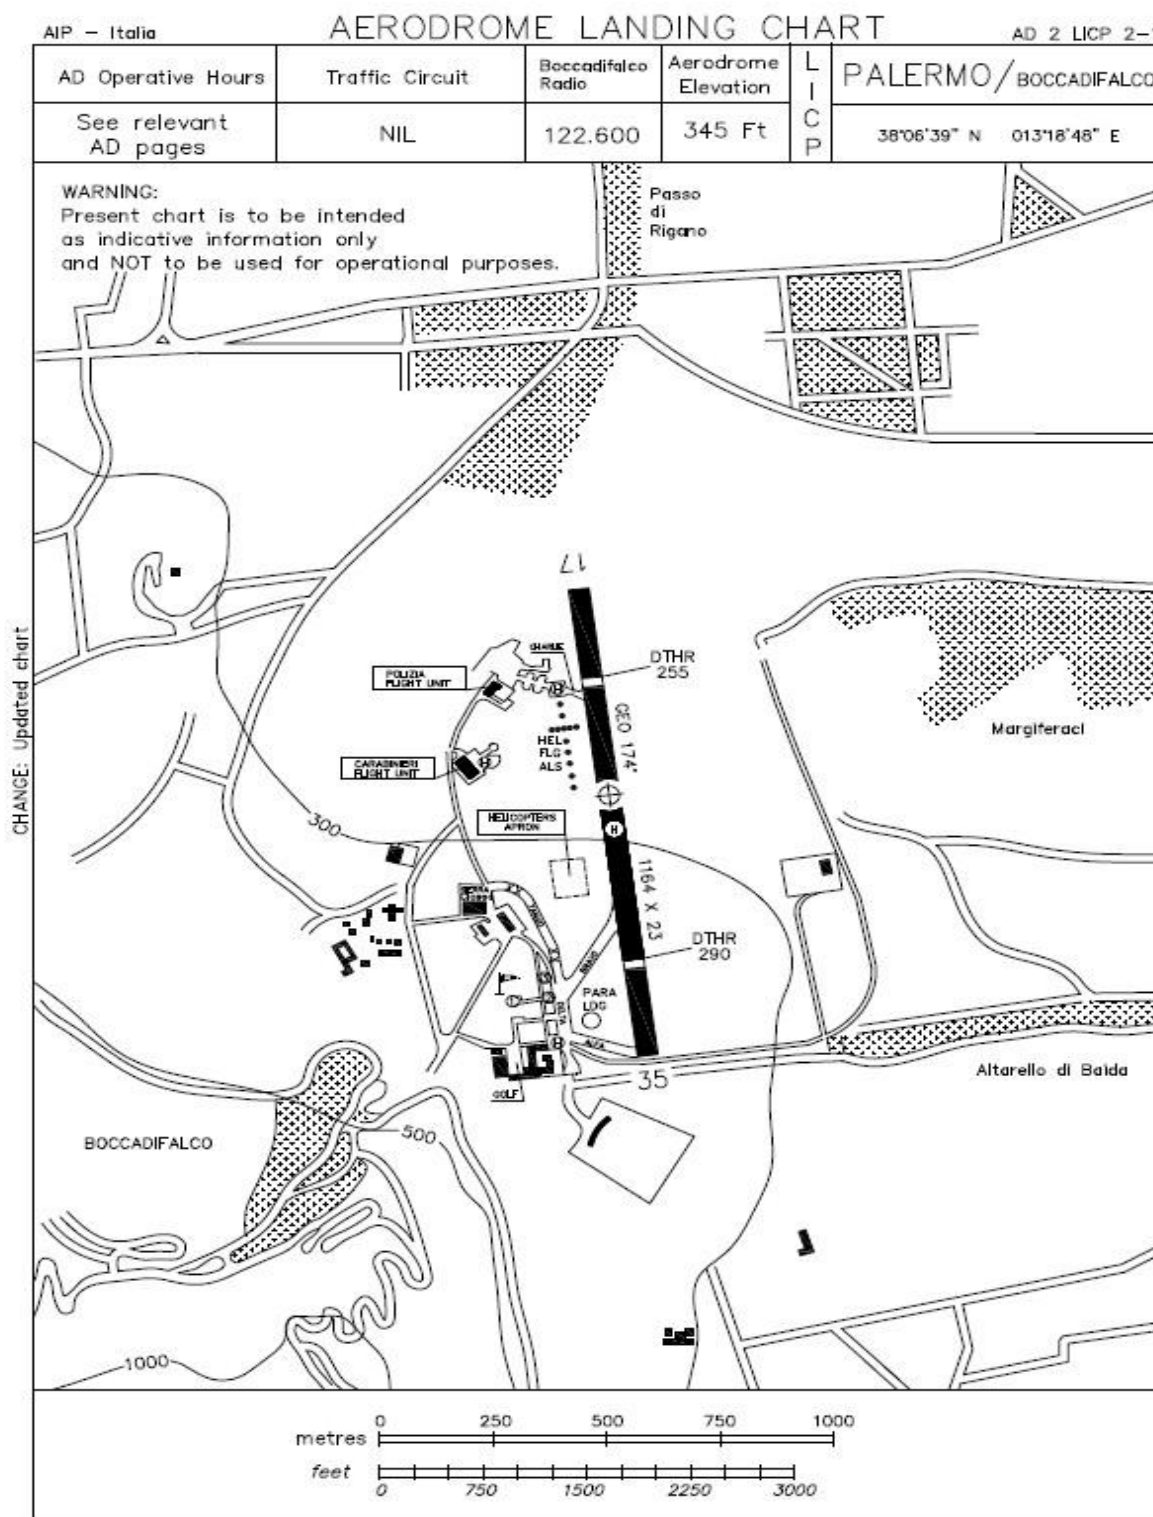 AIP – Italia
AERODROME LANDING CHART
AD 2 LICP 2-
AD Operative Hours
Traffic Circuit
Boccadifalco
Radio
Aerodrome
Elevation
LICP
PALERMO/BOCCADIFALCO
See relevant
AD pages
NIL
122.600
345 Ft
38°06'39" N 013°18'48" E
WARNING:
Present chart is to be intended
as indicative information only
and NOT to be used for operational purposes.
Passo
di
Rigano
17
CHARLIE
DTHR
255
POLIZIA
FLIGHT UNIT
GEO 174°
HEL
FLG
ALS
Margiferaci
CARABINIERI
FLIGHT UNIT
H
H
H
HELICOPTERS
APRON
300
1164 X 23
DTHR
290
BRAVO
PARA
LDG
DELTA
ALFA
H
35
GOLF
Altarello di Baida
BOCCADIFALCO
500
1000
CHANGE: Updated chart
0 250 500 750 1000
metres
feet
0 750 1500 2250 3000